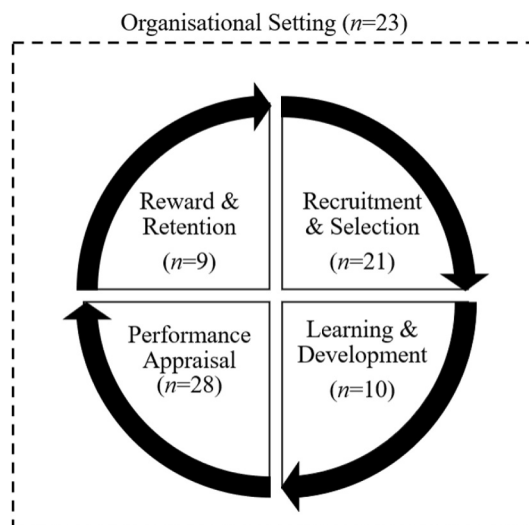 Organisational Setting (n=23)
Reward &
Retention
(n=9)
Recruitment
& Selection
(n=21)
Performance
Appraisal
(n=28)
Learning &
Development
(n=10)